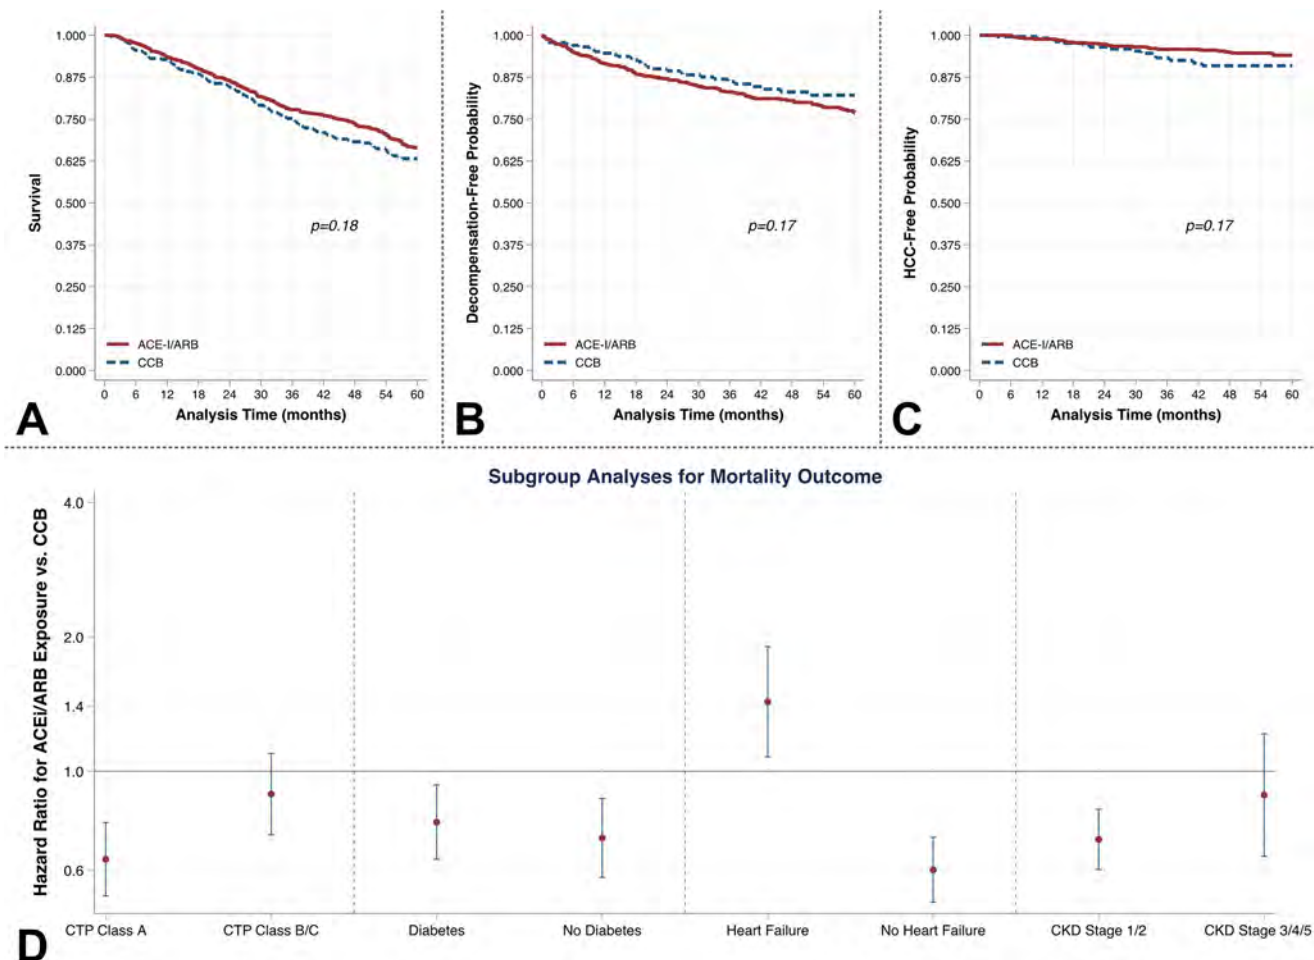 1.000
0.875
0.750
0.625
0.500
0.375
0.250
0.125
0.000
Survival
p=0.18
ACE-I/ARB
CCB
0 6 12 18 24 30 36 42 48 54 60
Analysis Time (months)
A
1.000
0.875
0.750
0.625
0.500
0.375
0.250
0.125
0.000
Decompensation-Free Probability
p=0.17
ACE-I/ARB
CCB
0 6 12 18 24 30 36 42 48 54 60
Analysis Time (months)
B
1.000
0.875
0.750
0.625
0.500
0.375
0.250
0.125
0.000
HCC-Free Probability
p=0.17
ACE-I/ARB
CCB
0 6 12 18 24 30 36 42 48 54 60
Analysis Time (months)
C
Subgroup Analyses for Mortality Outcome
Hazard Ratio for ACEi/ARB Exposure vs. CCB
4.0
2.0
1.4
1.0
0.6
CTP Class A CTP Class B/C Diabetes No Diabetes Heart Failure No Heart Failure CKD Stage 1/2 CKD Stage 3/4/5
D